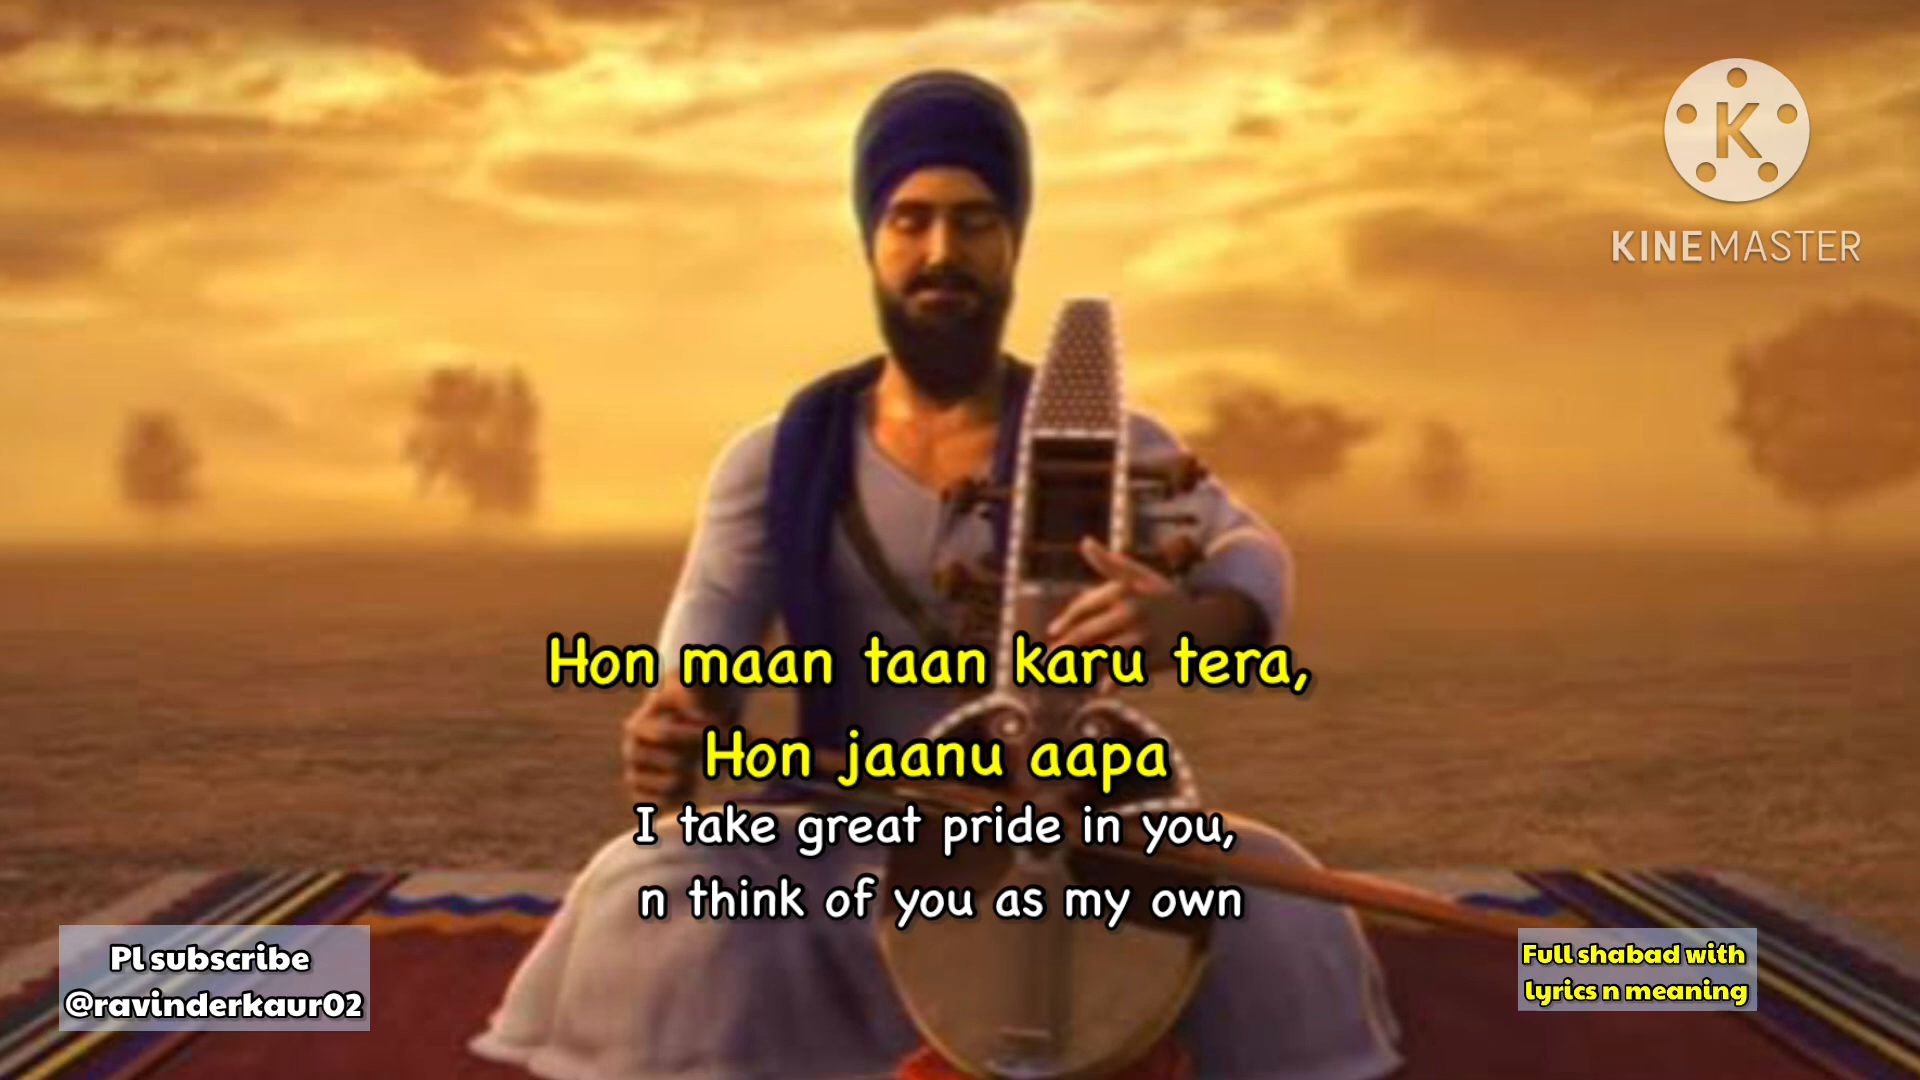 K
KINEMASTER
Hon maan taan karu tera,
Hon jaanu aapa
I take great pride in you,
n think of you as my own
Pl subscribe
@ravinderkaur02
Full shabad with
lyrics n meaning